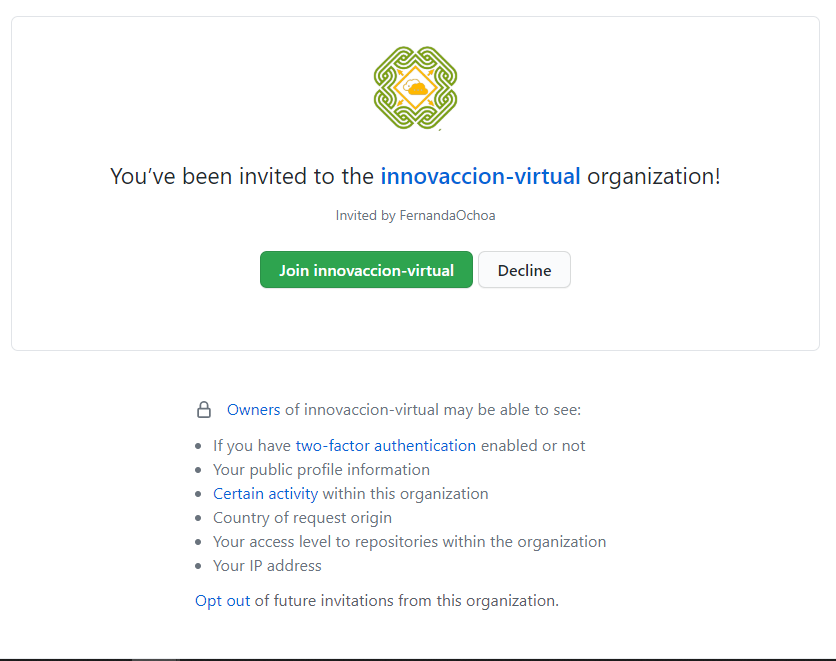 You've been invited to the innovaccion-virtual organization!
Invited by FernandaOchoa
Join innovaccion-virtual
Decline
Owners of innovaccion-virtual may be able to see:
If you have two-factor authentication enabled or not
Your public profile information
Certain activity within this organization
Country of request origin
Your access level to repositories within the organization
Your IP address
Opt out of future invitations from this organization.